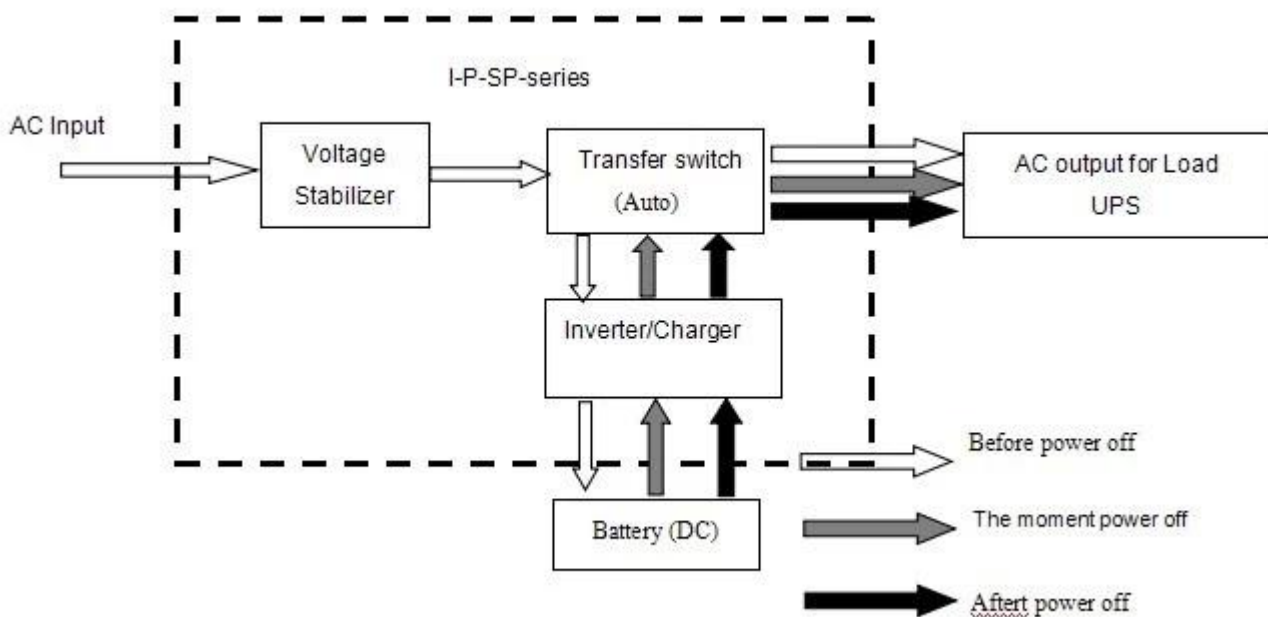 I-P-SP-series
AC Input
Voltage
Stabilizer
Transfer switch
(Auto)
AC output for Load
UPS
Inverter/Charger
Battery (DC)
Before power off
The moment power off
Aftert power off